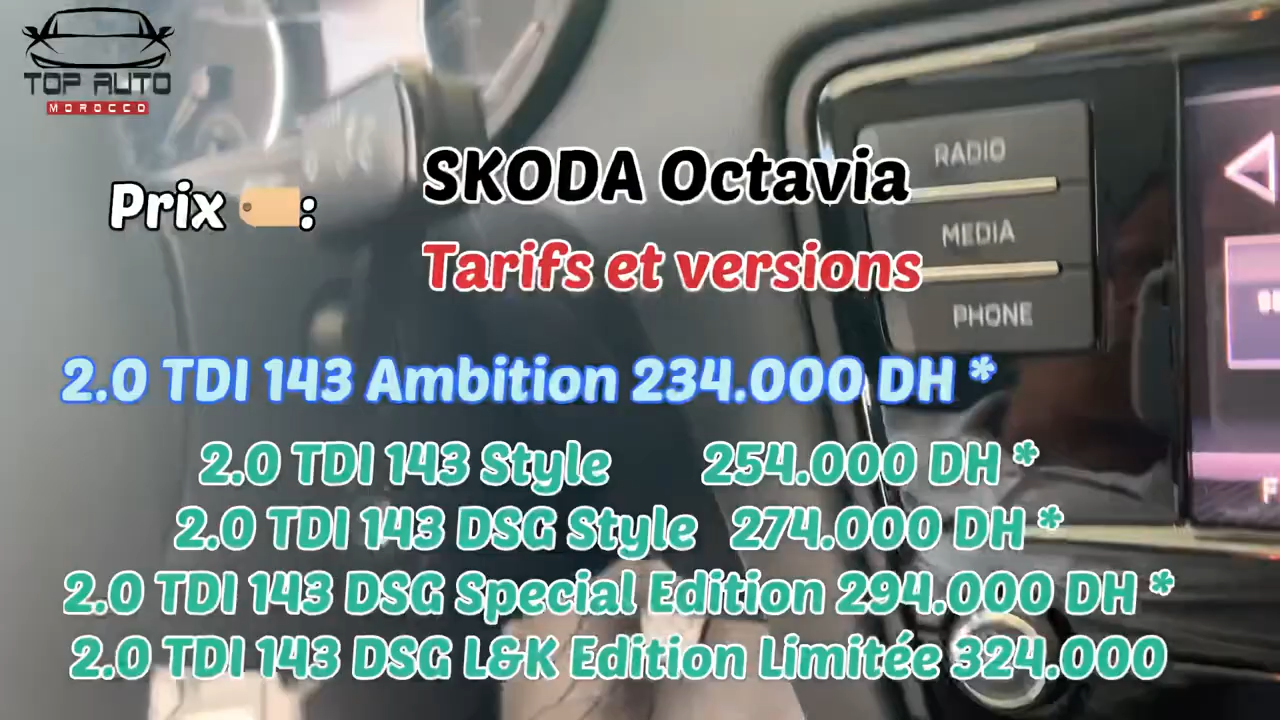 TOP AUTO
MOROCCO
Prix :
SKODA Octavia
Tarifs et versions
RADIO
MEDIA
PHONE
2.0 TDI 143 Ambition 234.000 DH *
2.0 TDI 143 Style 254.000 DH *
2.0 TDI 143 DSG Style 274.000 DH *
2.0 TDI 143 DSG Special Edition 294.000 DH *
2.0 TDI 143 DSG L&K Edition Limitée 324.000